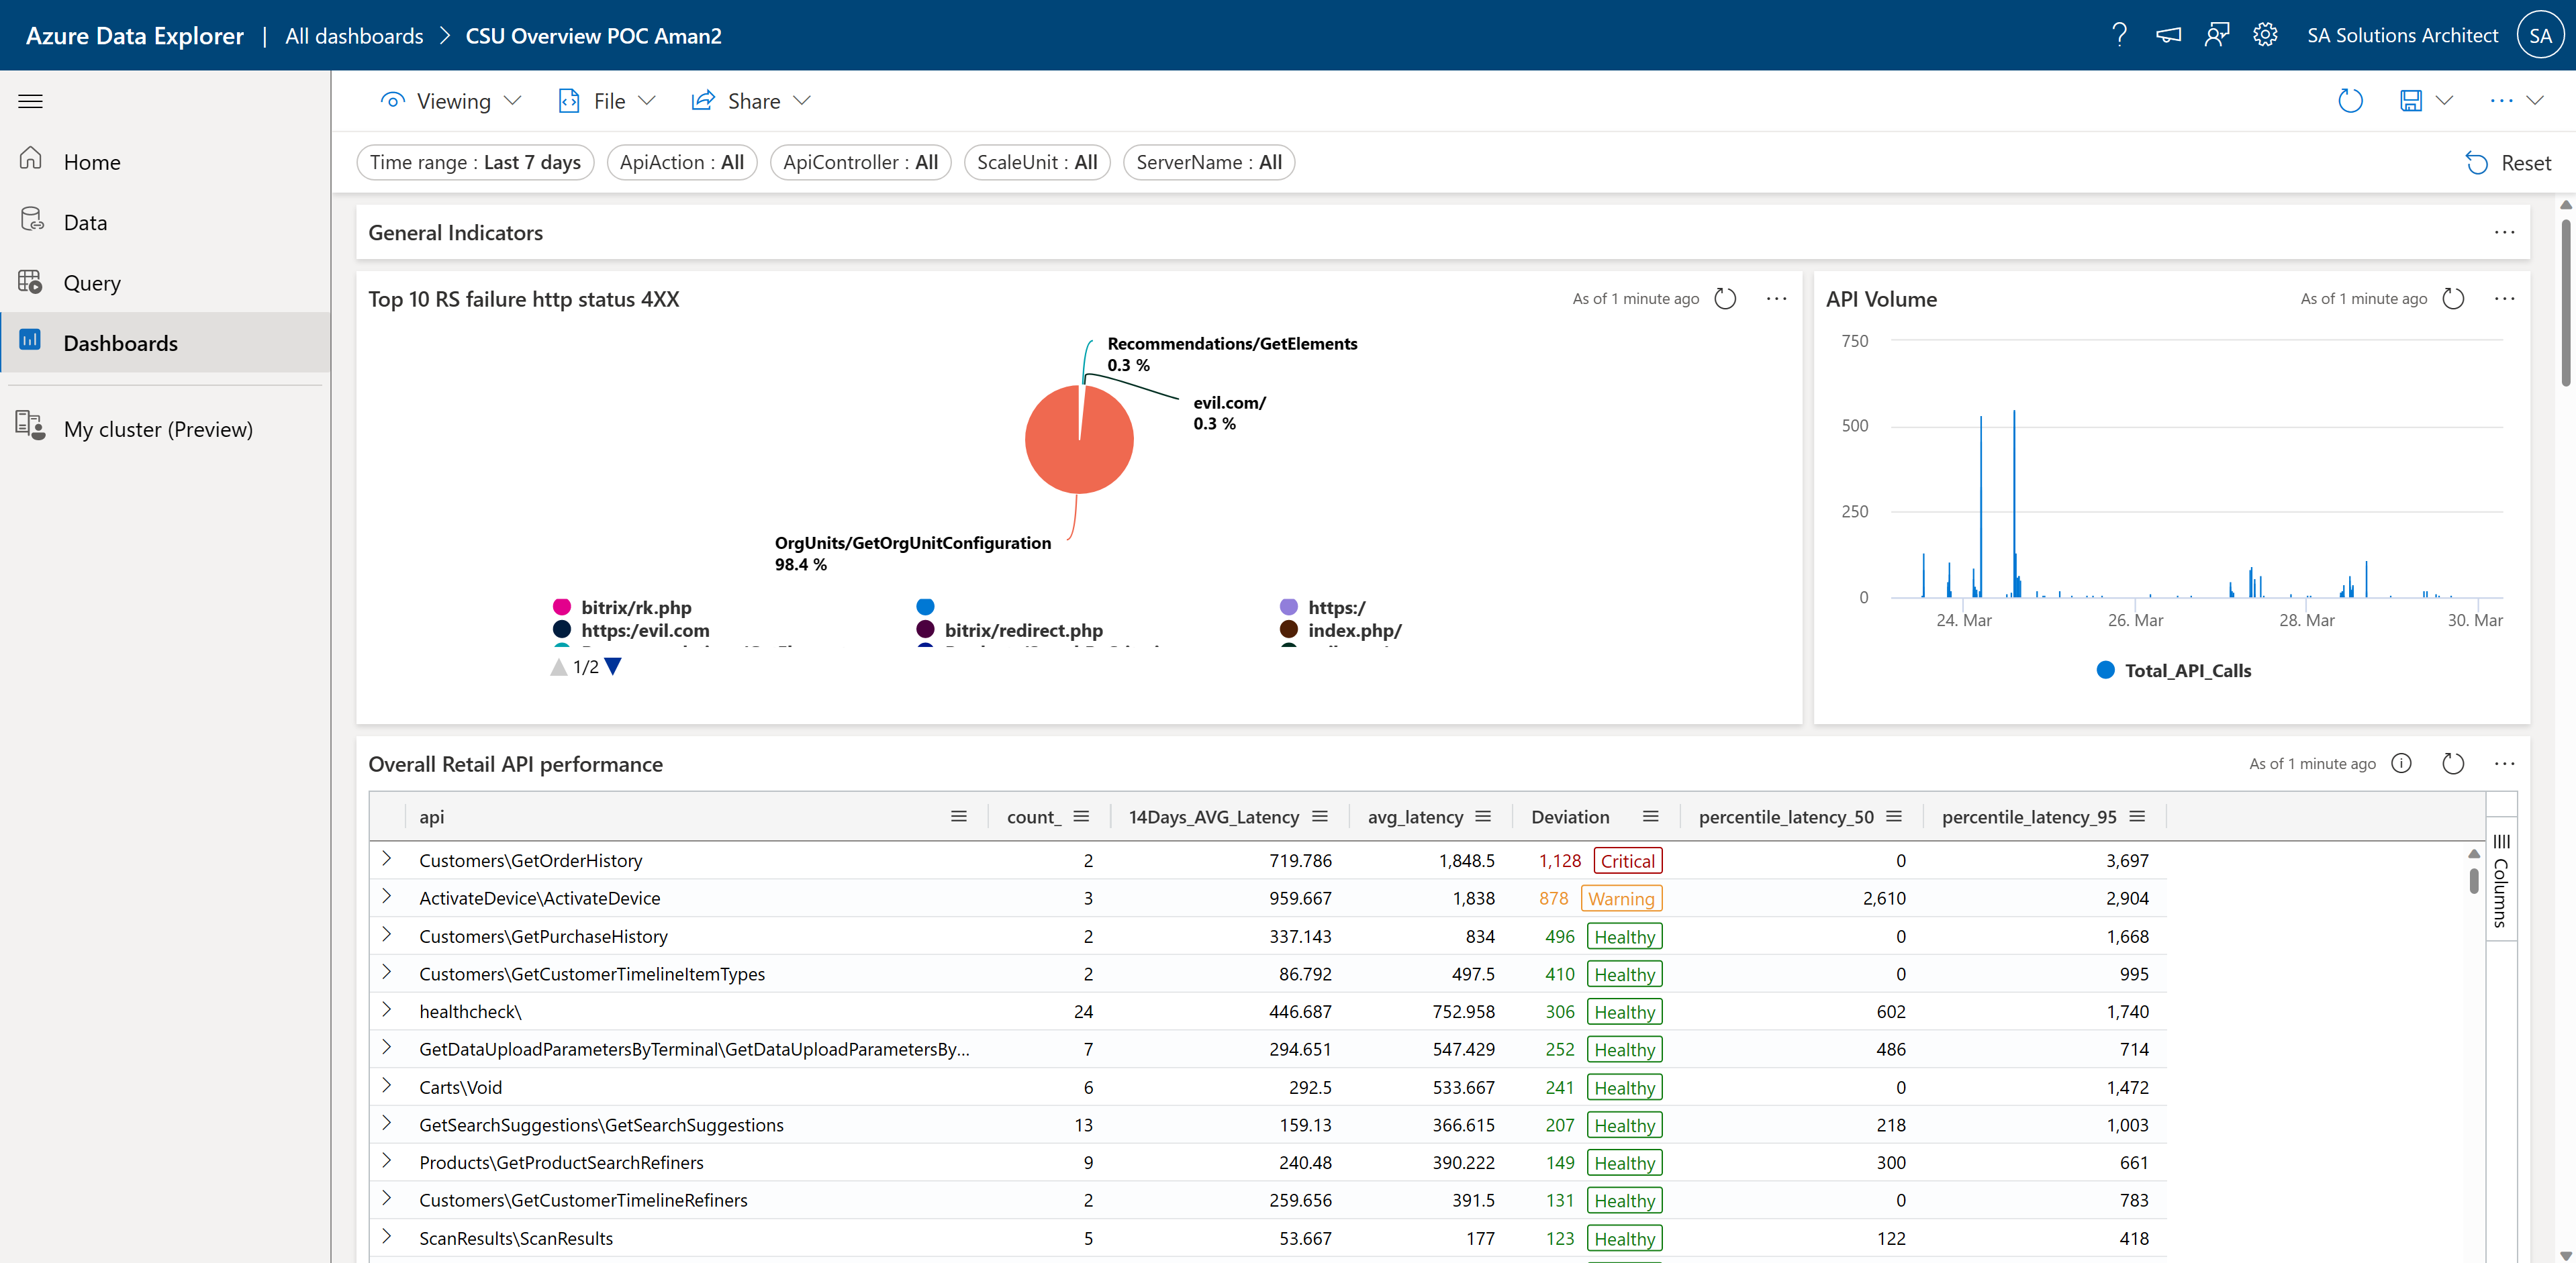 Azure Data Explorer | All dashboards > CSU Overview POC Aman2
SA Solutions Architect SA
Viewing File Share
Home
Data
Query
Dashboards
My cluster (Preview)
Time range : Last 7 days ApiAction : All ApiController : All ScaleUnit : All ServerName : All Reset
General Indicators
Top 10 RS failure http status 4XX As of 1 minute ago
Recommendations/GetElements
0.3 %
evil.com/
0.3 %
OrgUnits/GetOrgUnitConfiguration
98.4 %
bitrix/rk.php https:/
https:/evil.com bitrix/redirect.php index.php/
1/2
API Volume As of 1 minute ago
750
500
250
0
24. Mar 26. Mar 28. Mar 30. Mar
Total_API_Calls
Overall Retail API performance As of 1 minute ago
api count_ 14Days_AVG_Latency avg_latency Deviation percentile_latency_50 percentile_latency_95
Customers\GetOrderHistory 2 719.786 1,848.5 1,128 Critical 0 3,697
ActivateDevice\ActivateDevice 3 959.667 1,838 878 Warning 2,610 2,904
Customers\GetPurchaseHistory 2 337.143 834 496 Healthy 0 1,668
Customers\GetCustomerTimelineItemTypes 2 86.792 497.5 410 Healthy 0 995
healthcheck\ 24 446.687 752.958 306 Healthy 602 1,740
GetDataUploadParametersByTerminal\GetDataUploadParametersBy... 7 294.651 547.429 252 Healthy 486 714
Carts\Void 6 292.5 533.667 241 Healthy 0 1,472
GetSearchSuggestions\GetSearchSuggestions 13 159.13 366.615 207 Healthy 218 1,003
Products\GetProductSearchRefiners 9 240.48 390.222 149 Healthy 300 661
Customers\GetCustomerTimelineRefiners 2 259.656 391.5 131 Healthy 0 783
ScanResults\ScanResults 5 53.667 177 123 Healthy 122 418
Columns